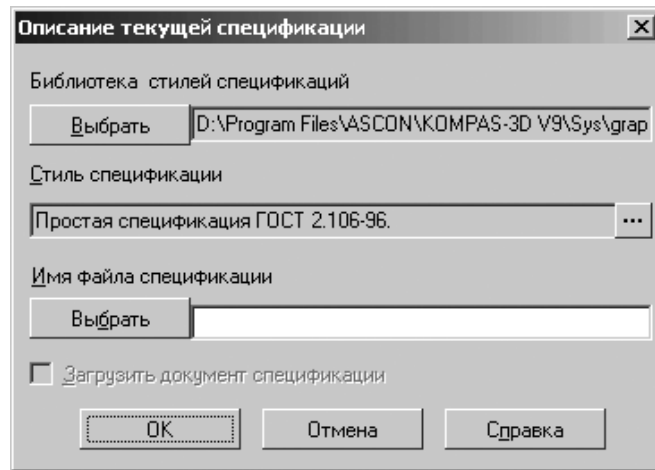 Описание текущей спецификации
Библиотека стилей спецификаций
Выбрать D:\Program Files\ASCON\KOMPAS-3D V9\Sys\grap
Стиль спецификации
Простая спецификация ГОСТ 2.106-96. ...
Имя файла спецификации
Выбрать
Загрузить документ спецификации
OK Отмена Справка